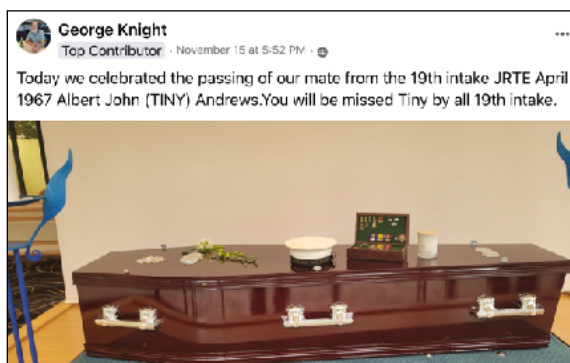 George Knight
Top Contributor · November 15 at 5:52 PM ·
Today we celebrated the passing of our mate from the 19th intake JRTE April
1967 Albert John (TINY) Andrews.You will be missed Tiny by all 19th intake.